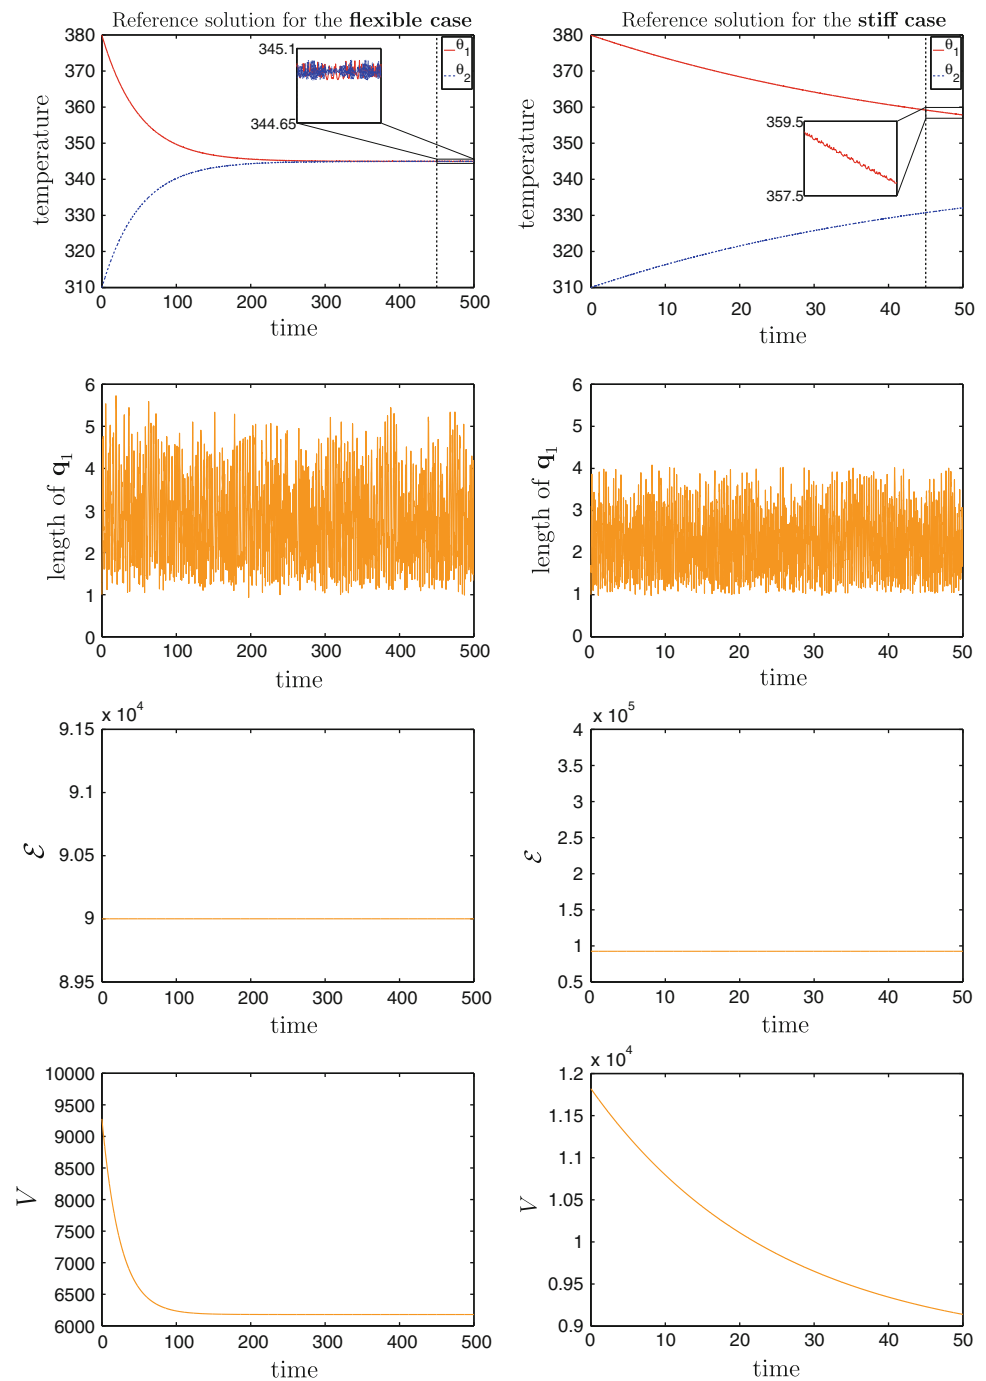 Reference solution for the flexible case
380
370
360
350
340
330
320
310
temperature
345.1
344.65
θ1
θ2
0 100 200 300 400 500
time
Reference solution for the stiff case
380
370
360
350
340
330
320
310
temperature
359.5
357.5
θ1
θ2
0 10 20 30 40 50
time
6
5
4
3
2
1
0
length of q1
0 100 200 300 400 500
time
6
5
4
3
2
1
0
length of q1
0 10 20 30 40 50
time
x 10^4
9.15
9.1
9.05
9
8.95
ℰ
0 100 200 300 400 500
time
x 10^5
4
3.5
3
2.5
2
1.5
1
0.5
ℰ
0 10 20 30 40 50
time
10000
9500
9000
8500
8000
7500
7000
6500
6000
V
0 100 200 300 400 500
time
x 10^4
1.2
1.15
1.1
1.05
1
0.95
0.9
V
0 10 20 30 40 50
time